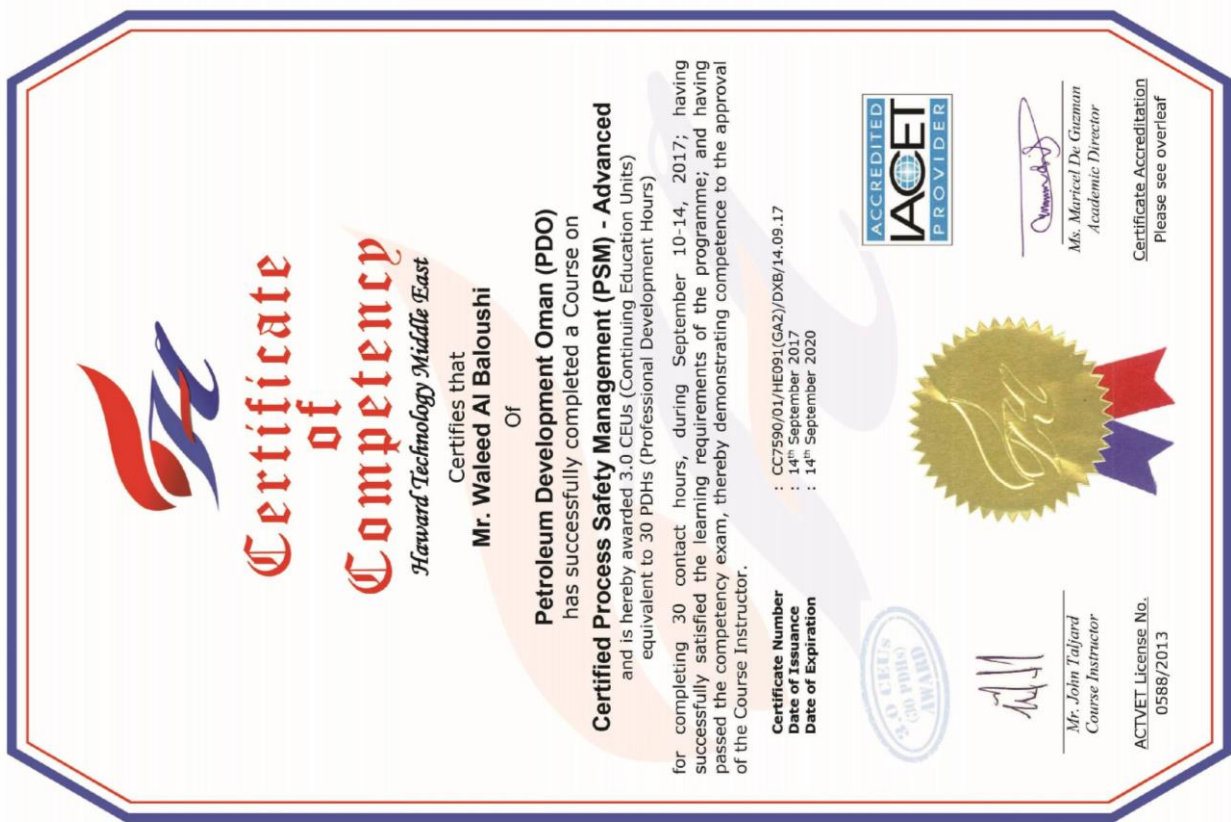 Certificate
of
Competency
Haward Technology Middle East
Certifies that
Mr. Waleed Al Baloushi
Of
Petroleum Development Oman (PDO)
has successfully completed a Course on
Certified Process Safety Management (PSM) - Advanced
and is hereby awarded 3.0 CEUs (Continuing Education Units)
equivalent to 30 PDHs (Professional Development Hours)
for completing 30 contact hours, during September 10-14, 2017; having
successfully satisfied the learning requirements of the programme; and having
passed the competency exam, thereby demonstrating competence to the approval
of the Course Instructor.
Certificate Number : CC7590/01/HE091(GA2)/DXB/14.09.17
Date of Issuance : 14th September 2017
Date of Expiration : 14th September 2020
3.0 CEUs
(30 PDHs)
AWARD
ACCREDITED
IACET
PROVIDER
Mr. John Taljard
Course Instructor
Ms. Maricel De Guzman
Academic Director
ACTVET License No.
0588/2013
Certificate Accreditation
Please see overleaf